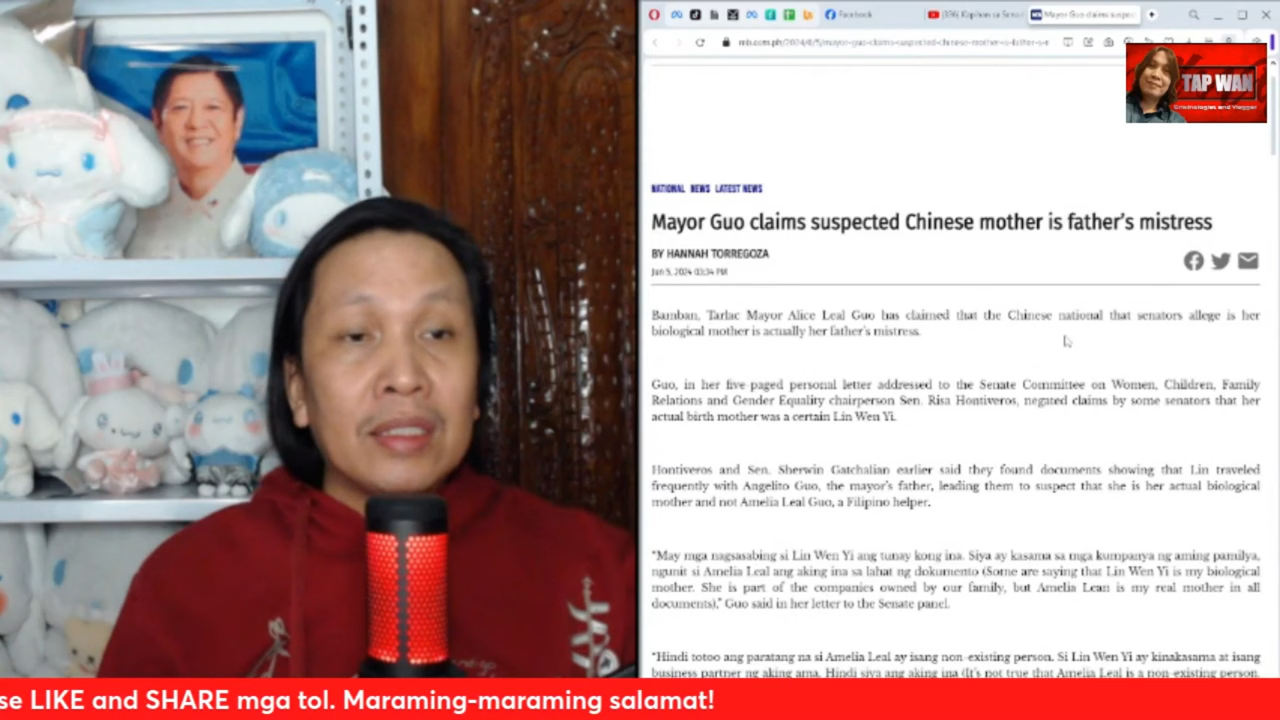 Facebook
Mayor Guo claims suspec
TAP WAN
Criminologist and Vlogger
NATIONAL NEWS LATEST NEWS
Mayor Guo claims suspected Chinese mother is father's mistress
BY HANNAH TORREGOZA
Jun 5, 2024 03:34 PM
Bamban, Tarlac Mayor Alice Leal Guo has claimed that the Chinese national that senators allege is her
biological mother is actually her father's mistress.
Guo, in her five-paged personal letter addressed to the Senate Committee on Women, Children, Family
Relations and Gender Equality chairperson Sen. Risa Hontiveros, negated claims by some senators that her
actual birth mother was a certain Lin Wen Yi.
Hontiveros and Sen. Sherwin Gatchalian earlier said they found documents showing that Lin traveled
frequently with Angelito Guo, the mayor's father, leading them to suspect that she is her actual biological
mother and not Amelia Leal Guo, a Filipino helper.
"May mga nagsasabing si Lin Wen Yi ang tunay kong ina. Siya ay kasama sa mga kumpanya ng aming pamilya,
ngunit si Amelia Leal ang aking ina sa lahat ng dokumento (Some are saying that Lin Wen Yi is my biological
mother. She is part of the companies owned by our family, but Amelia Lean is my real mother in all
documents)," Guo said in her letter to the Senate panel.
"Hindi totoo ang paratang na si Amelia Leal ay isang non-existing person. Si Lin Wen Yi ay kinakasama at isang
business partner ng aking ama. Hindi siya ang aking ina (It's not true that Amelia Leal is a non-existing person.
se LIKE and SHARE mga tol. Maraming-maraming salamat!